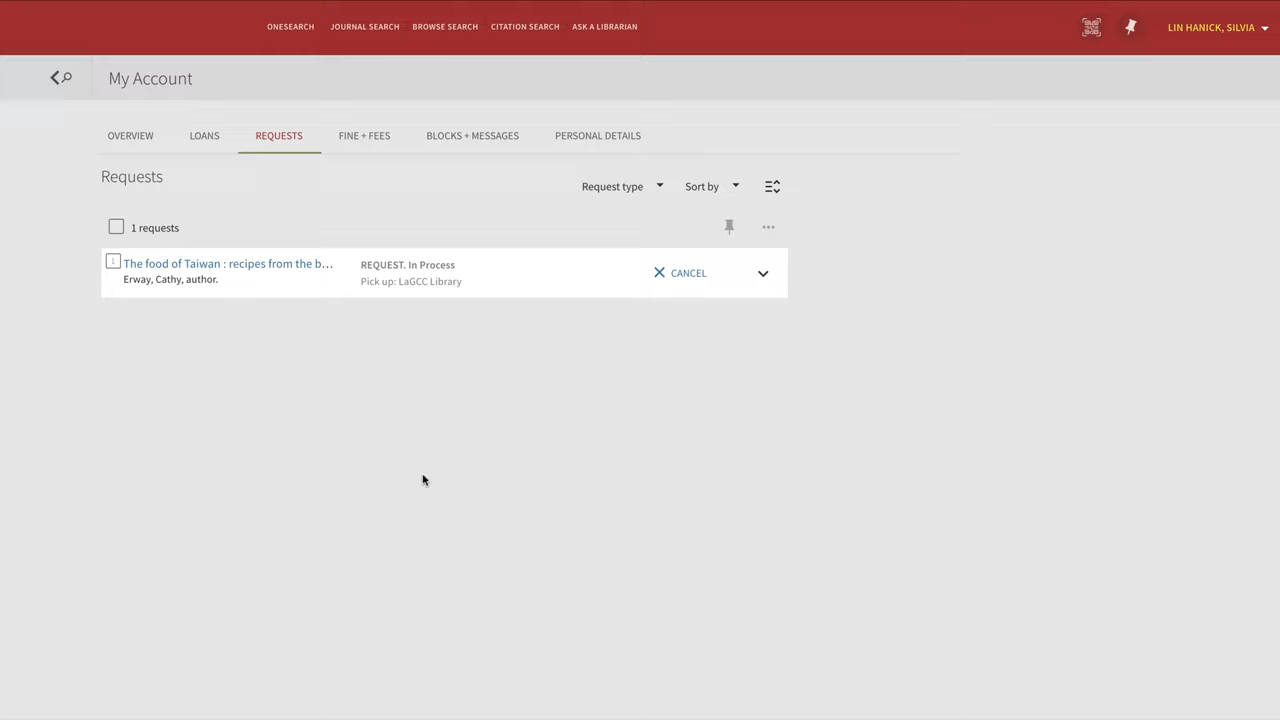 ONESEARCH JOURNAL SEARCH BROWSE SEARCH CITATION SEARCH ASK A LIBRARIAN LIN HANICK, SILVIA
My Account
OVERVIEW LOANS REQUESTS FINE + FEES BLOCKS + MESSAGES PERSONAL DETAILS
Requests
Request type Sort by
1 requests
1 The food of Taiwan : recipes from the b... REQUEST. In Process
Erway, Cathy, author. Pick up: LaGCC Library
CANCEL